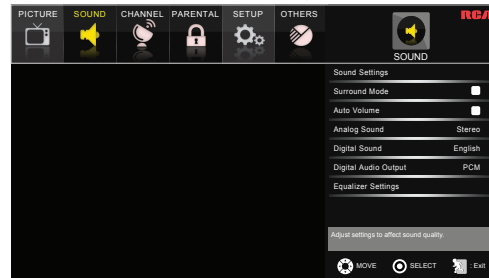 PICTURE SOUND CHANNEL PARENTAL SETUP OTHERS
RCA
SOUND
Sound Settings
Surround Mode
Auto Volume
Analog Sound Stereo
Digital Sound English
Digital Audio Output PCM
Equalizer Settings
Adjust settings to affect sound quality.
MOVE SELECT : Exit